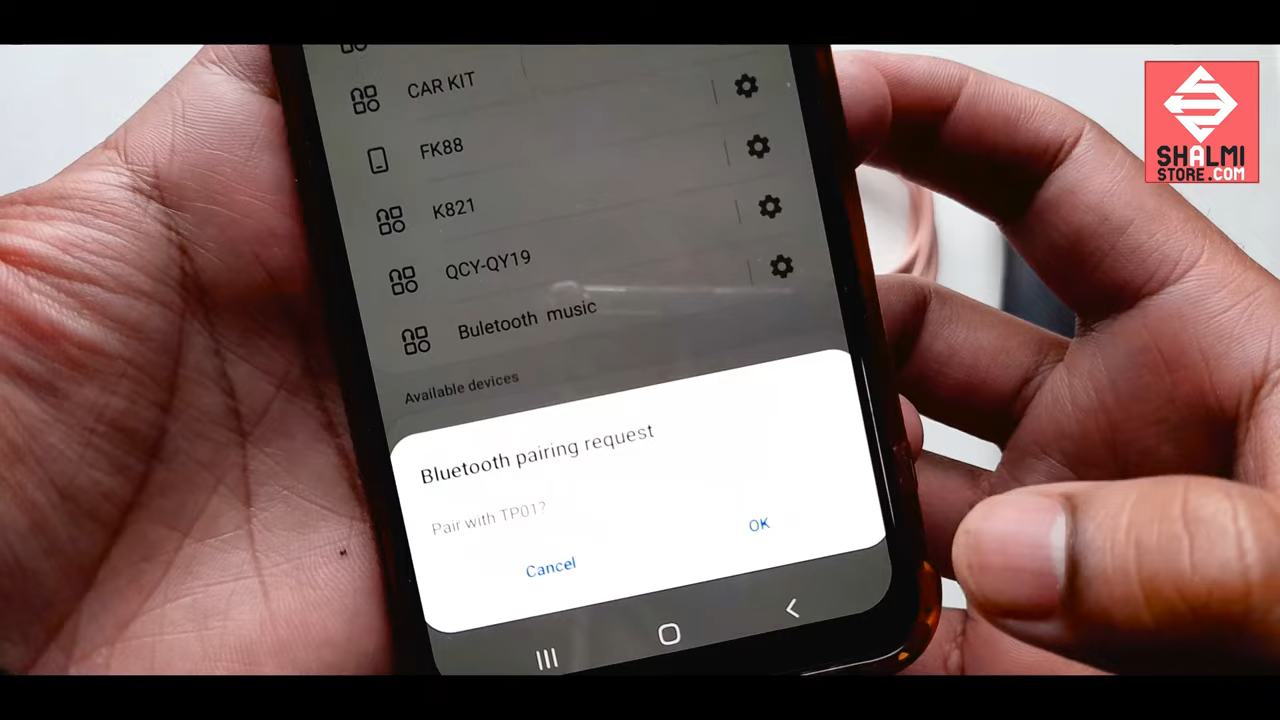 CAR KIT
FK88
K821
QCY-QY19
Buletooth music
Available devices
Bluetooth pairing request
Pair with TP01?
Cancel
OK
SHALMI
STORE.COM